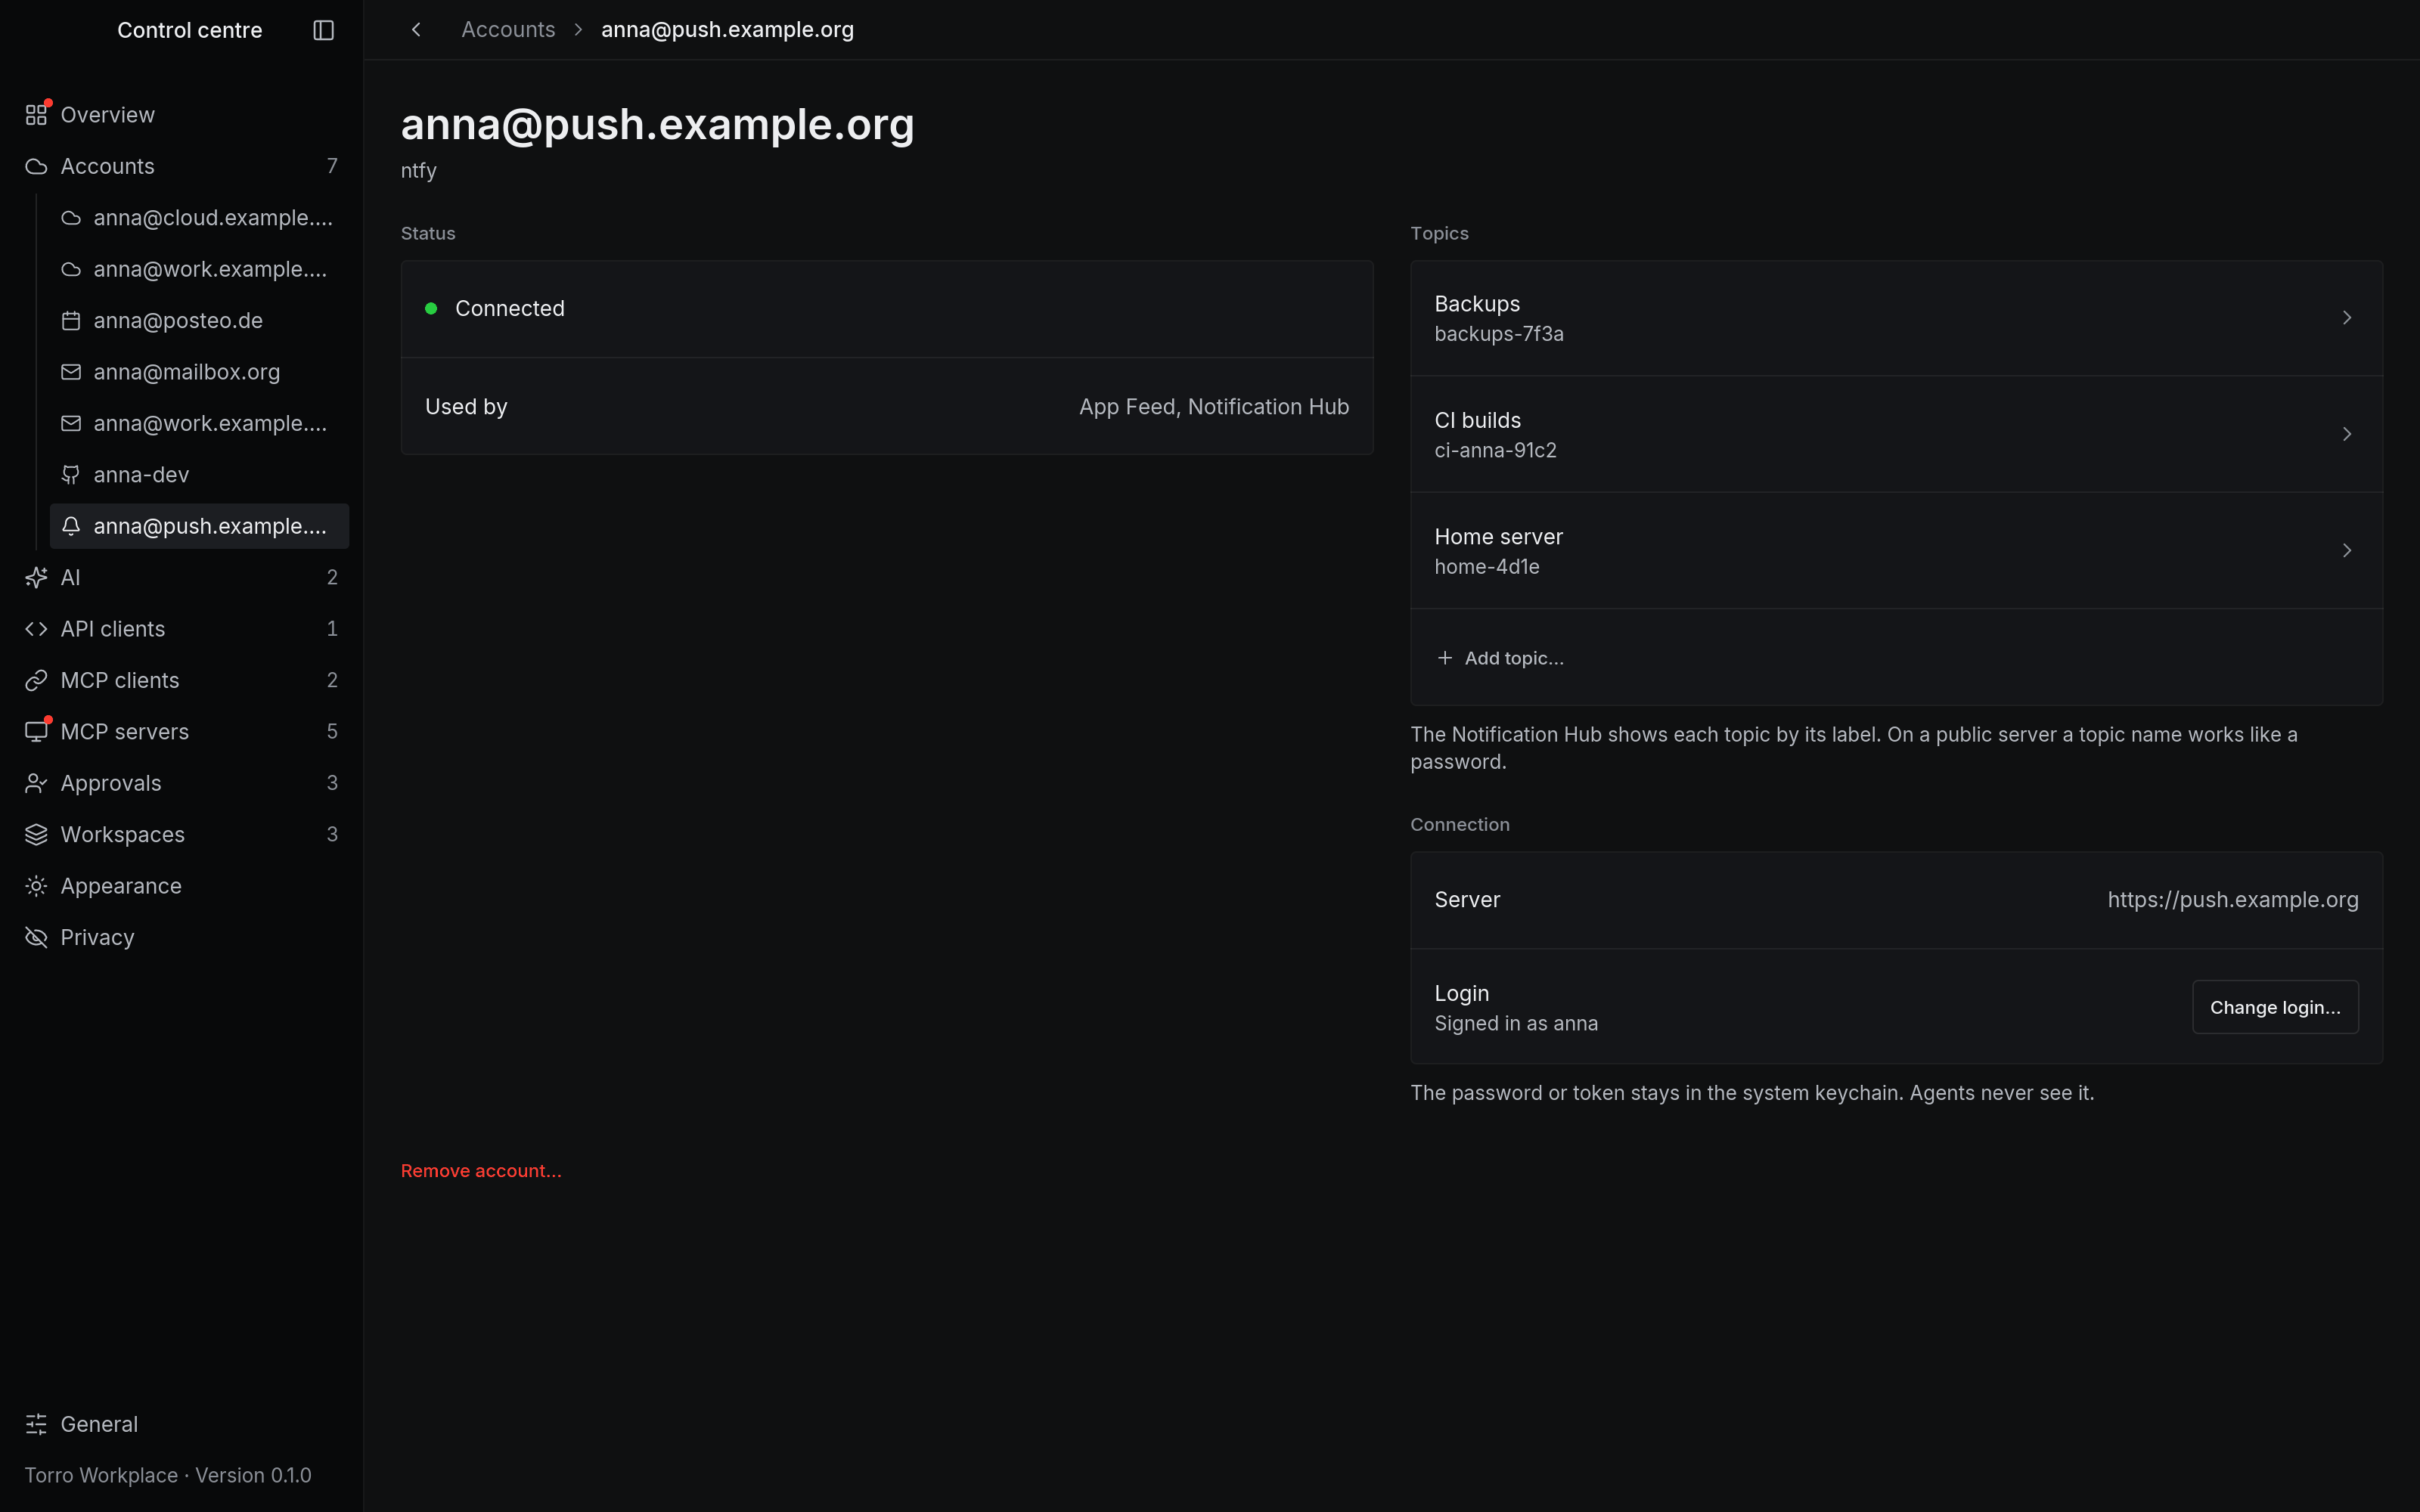 Control centre
Overview
Accounts 7
anna@cloud.example....
anna@work.example....
anna@posteo.de
anna@mailbox.org
anna@work.example....
anna-dev
anna@push.example....
AI 2
API clients 1
MCP clients 2
MCP servers 5
Approvals 3
Workspaces 3
Appearance
Privacy
General
Torro Workplace · Version 0.1.0
Accounts > anna@push.example.org
anna@push.example.org
ntfy
Status
Connected
Used by App Feed, Notification Hub
Topics
Backups
backups-7f3a
CI builds
ci-anna-91c2
Home server
home-4d1e
+ Add topic...
The Notification Hub shows each topic by its label. On a public server a topic name works like a
password.
Connection
Server https://push.example.org
Login
Signed in as anna
Change login...
The password or token stays in the system keychain. Agents never see it.
Remove account...